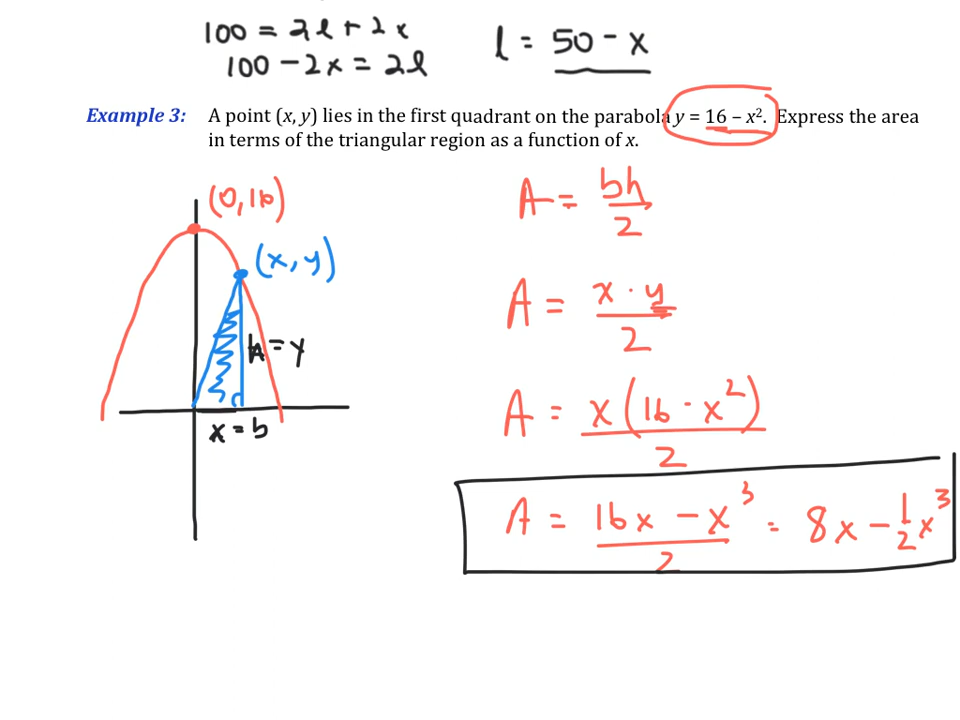 100 = 2l + 2x
100 - 2x = 2l
l = 50 - x
Example 3: A point (x, y) lies in the first quadrant on the parabola y = 16 – x². Express the area
in terms of the triangular region as a function of x.
(0,16)
(x, y)
h = y
x = b
A = bh/2
A = x · y/2
A = x(16 - x²)/2
A = 16x - x³/2 = 8x - 1/2x³